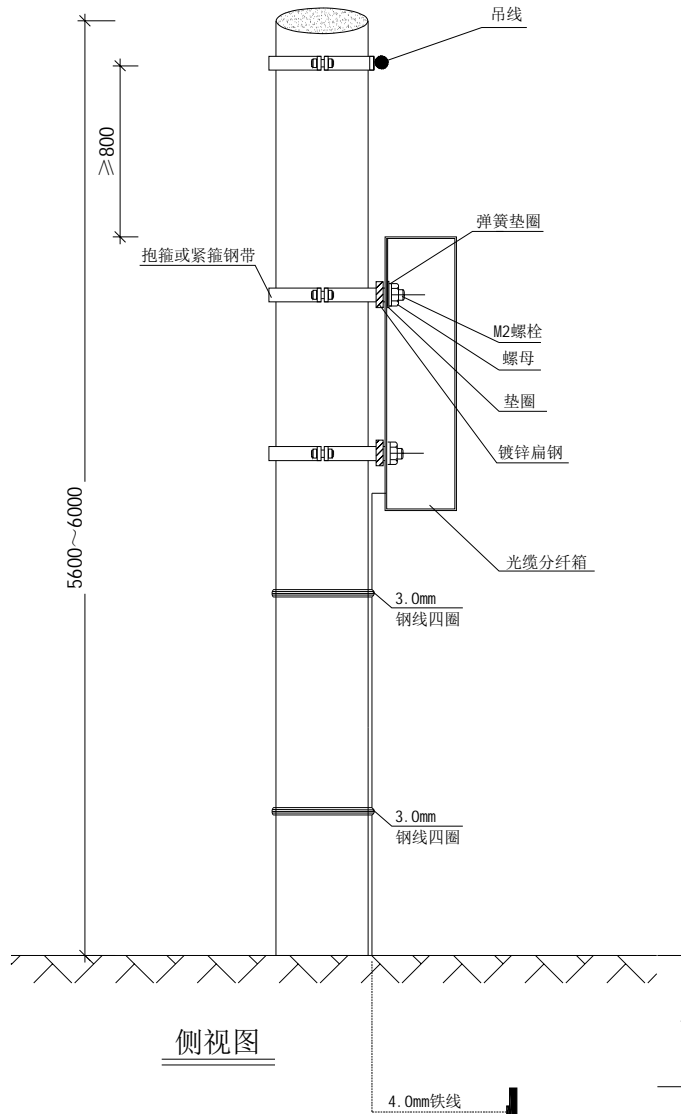 吊线
≥800
弹簧垫圈
抱箍或紧箍钢带
M2螺栓
螺母
垫圈
镀锌扁钢
5600～6000
光缆分纤箱
3.0mm
钢线四圈
3.0mm
钢线四圈
侧视图
4.0mm铁线